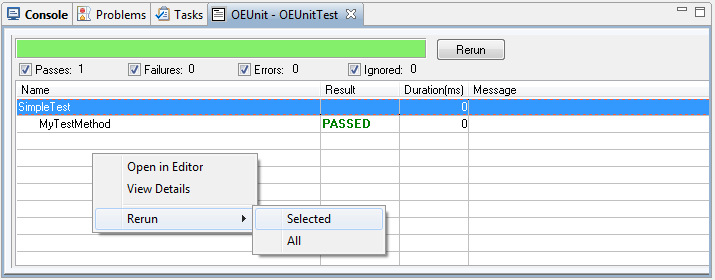 Console Problems Tasks OEUnit - OEUnitTest
Rerun
Passes: 1 Failures: 0 Errors: 0 Ignored: 0
Name Result Duration(ms) Message
SimpleTest 0
MyTestMethod PASSED 0
Open in Editor
View Details
Rerun Selected
All